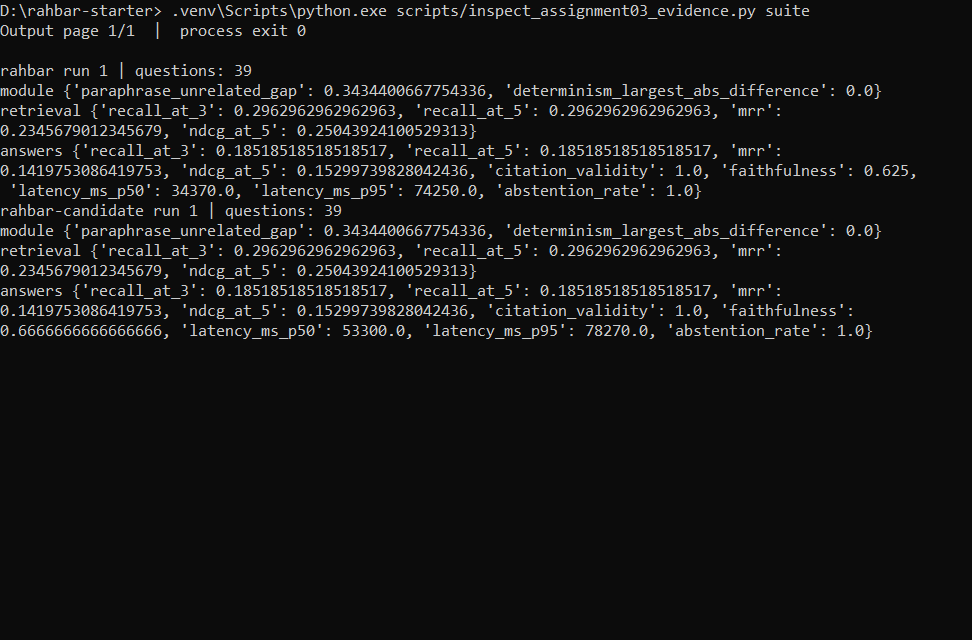 D:\rahbar-starter> .venv\Scripts\python.exe scripts/inspect_assignment03_evidence.py suite
Output page 1/1  |  process exit 0
rahbar run 1 | questions: 39
module {'paraphrase_unrelated_gap': 0.3434400667754336, 'determinism_largest_abs_difference': 0.0}
retrieval {'recall_at_3': 0.2962962962962963, 'recall_at_5': 0.2962962962962963, 'mrr':
0.2345679012345679, 'ndcg_at_5': 0.25043924100529313}
answers {'recall_at_3': 0.18518518518518517, 'recall_at_5': 0.18518518518518517, 'mrr':
0.1419753086419753, 'ndcg_at_5': 0.15299739828042436, 'citation_validity': 1.0, 'faithfulness': 0.625,
 'latency_ms_p50': 34370.0, 'latency_ms_p95': 74250.0, 'abstention_rate': 1.0}
rahbar-candidate run 1 | questions: 39
module {'paraphrase_unrelated_gap': 0.3434400667754336, 'determinism_largest_abs_difference': 0.0}
retrieval {'recall_at_3': 0.2962962962962963, 'recall_at_5': 0.2962962962962963, 'mrr':
0.2345679012345679, 'ndcg_at_5': 0.25043924100529313}
answers {'recall_at_3': 0.18518518518518517, 'recall_at_5': 0.18518518518518517, 'mrr':
0.1419753086419753, 'ndcg_at_5': 0.15299739828042436, 'citation_validity': 1.0, 'faithfulness':
0.6666666666666666, 'latency_ms_p50': 53300.0, 'latency_ms_p95': 78270.0, 'abstention_rate': 1.0}